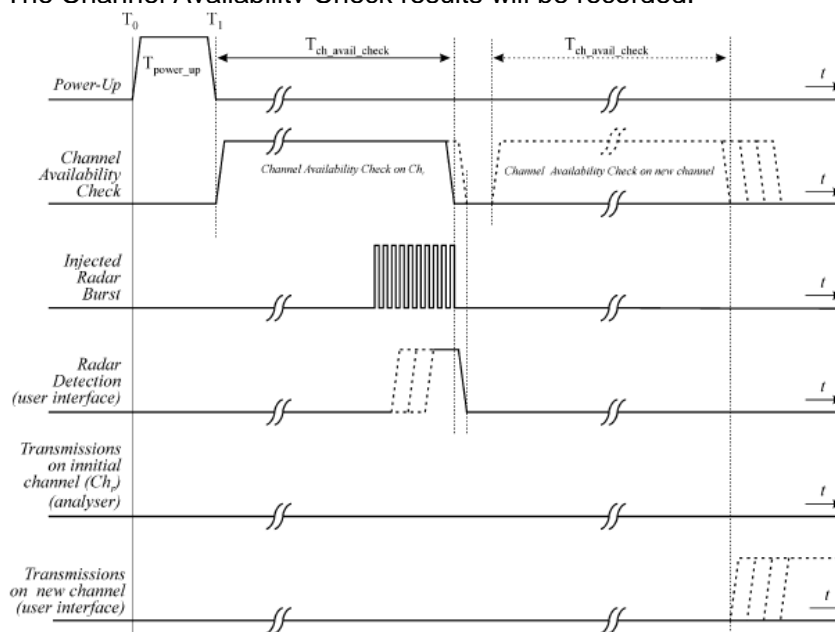 The Channel Availability Check results will be recorded.
T0 T1
Tch_avail_check Tch_avail_check
Tpower_up
Power-Up
t
Channel
Availability
Check
Channel Availability Check on Chr
Channel Availability Check on new channel
t
Injected
Radar
Burst
t
Radar
Detection
(user interface)
t
Transmissions
on innitial
channel (Chr)
(analyser)
t
Transmissions
on new channel
(user interface)
t